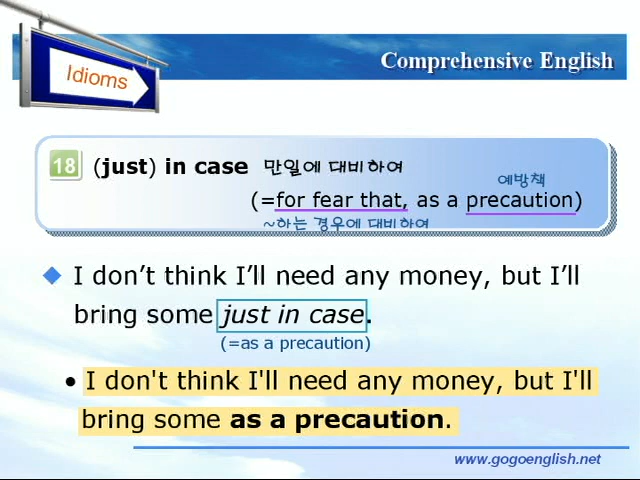 Idioms
Comprehensive English
18 (just) in case 만일에 대비하여
예방책
(=for fear that, as a precaution)
~하는 경우에 대비하여
I don’t think I’ll need any money, but I’ll
bring some just in case.
(=as a precaution)
• I don't think I'll need any money, but I'll
bring some as a precaution.
www.gogoenglish.net